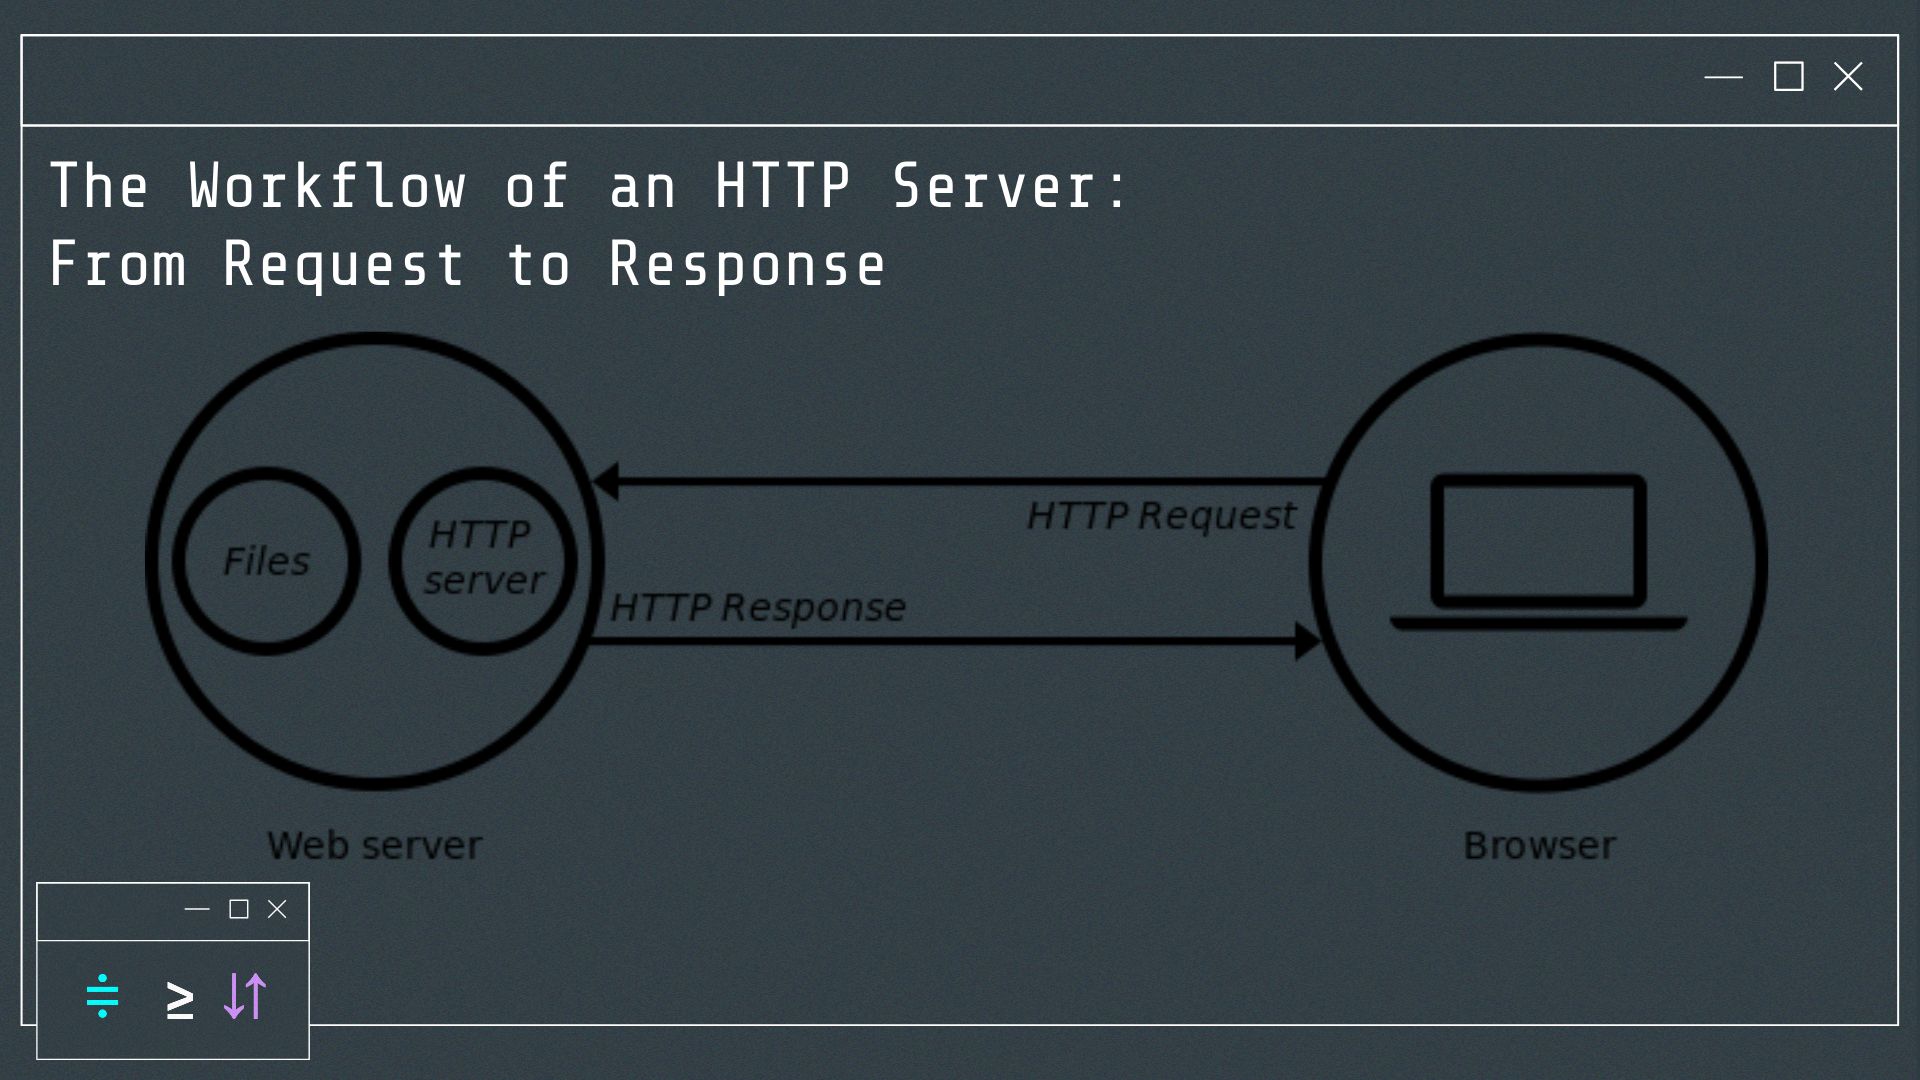 The Workflow of an HTTP Server:
From Request to Response
HTTP Request
Files
HTTP
server
HTTP Response
Web server
Browser
÷ ≥ ↓↑